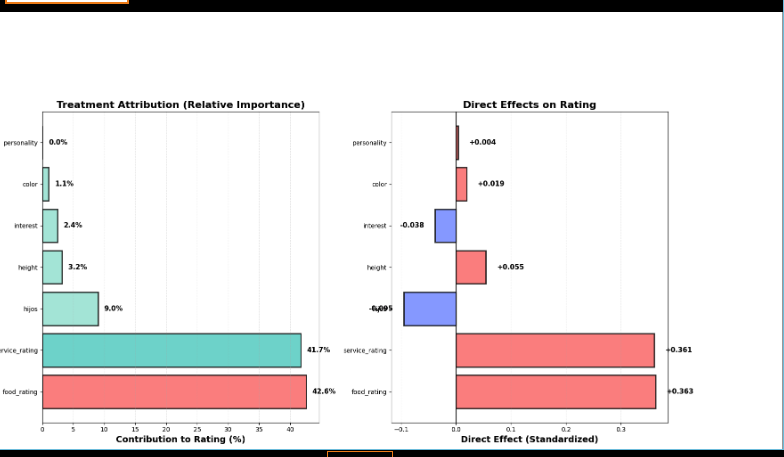 Treatment Attribution (Relative Importance)
personality 0.0%
color 1.1%
interest 2.4%
height 3.2%
hijos 9.0%
ervice_rating 41.7%
food_rating 42.6%
0 5 10 15 20 25 30 35 40
Contribution to Rating (%)
Direct Effects on Rating
personality +0.004
color +0.019
interest -0.038
height +0.055
-0.095
service_rating +0.361
food_rating +0.363
−0.1 0.0 0.1 0.2 0.3
Direct Effect (Standardized)